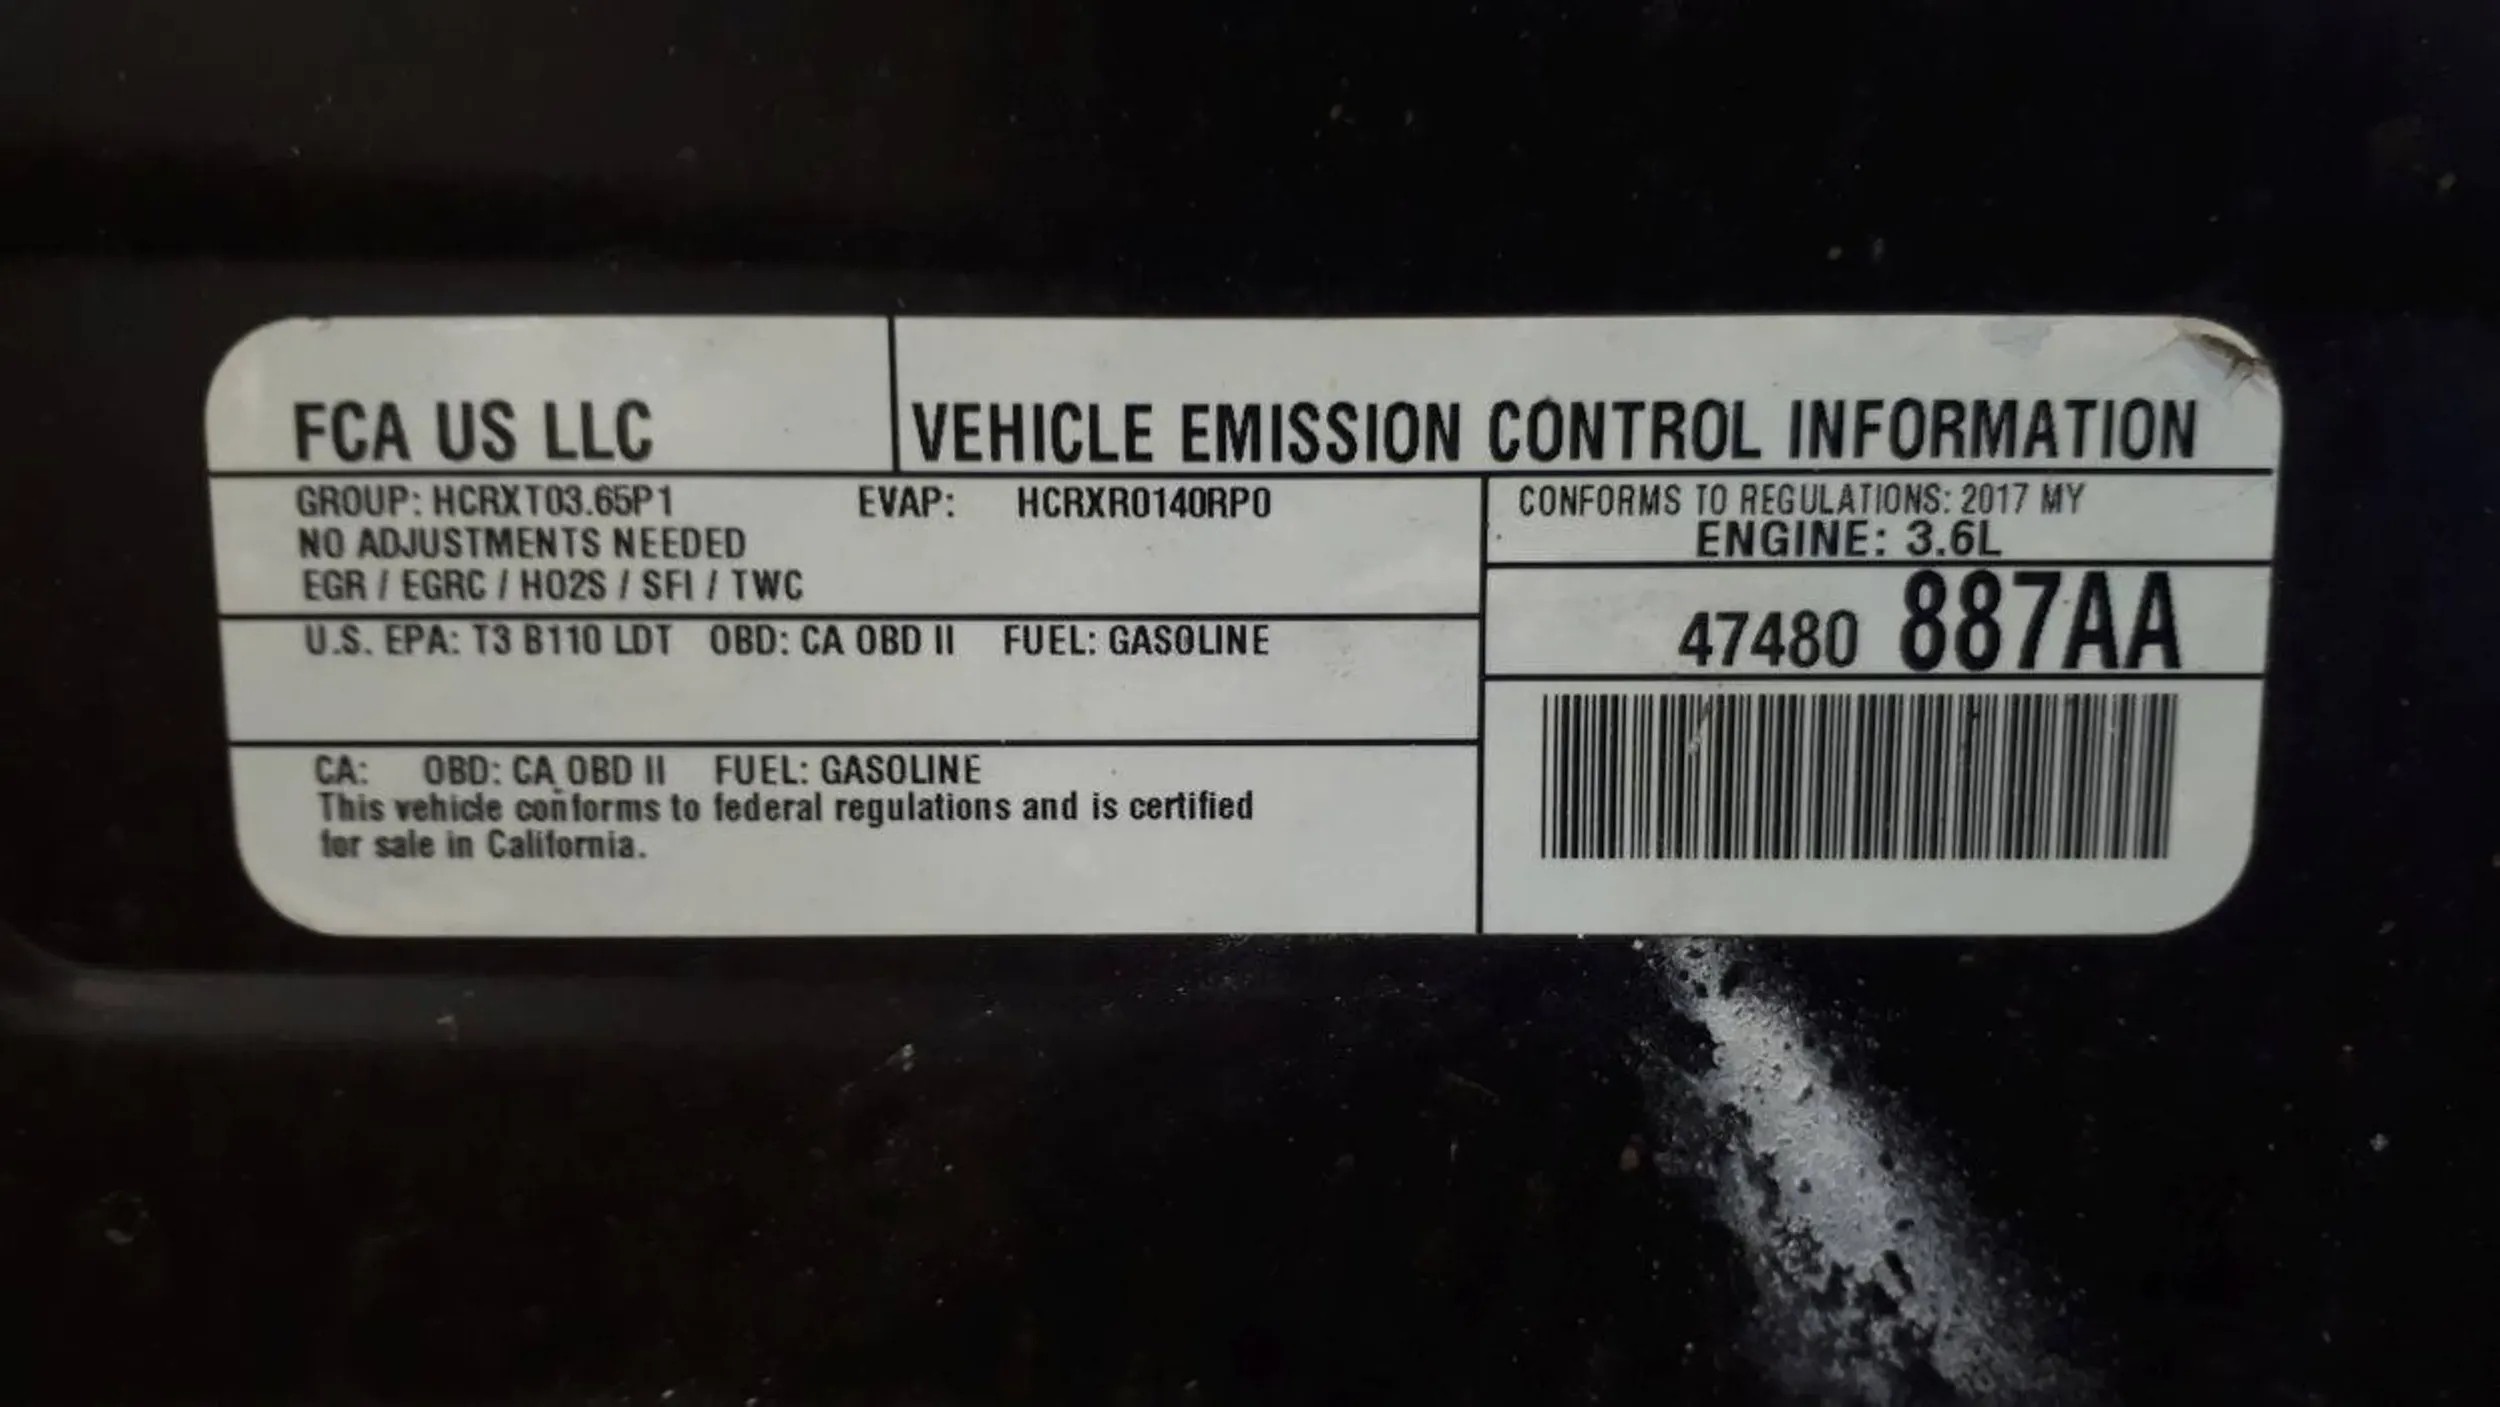 FCA US LLC
VEHICLE EMISSION CONTROL INFORMATION
GROUP: HCRXT03.65P1 EVAP: HCRXR0140RP0
NO ADJUSTMENTS NEEDED
EGR / EGRC / HO2S / SFI / TWC
CONFORMS TO REGULATIONS: 2017 MY
ENGINE: 3.6L
47480 887AA
U.S. EPA: T3 B110 LDT OBD: CA OBD II FUEL: GASOLINE
CA: OBD: CA OBD II FUEL: GASOLINE
This vehicle conforms to federal regulations and is certified
for sale in California.